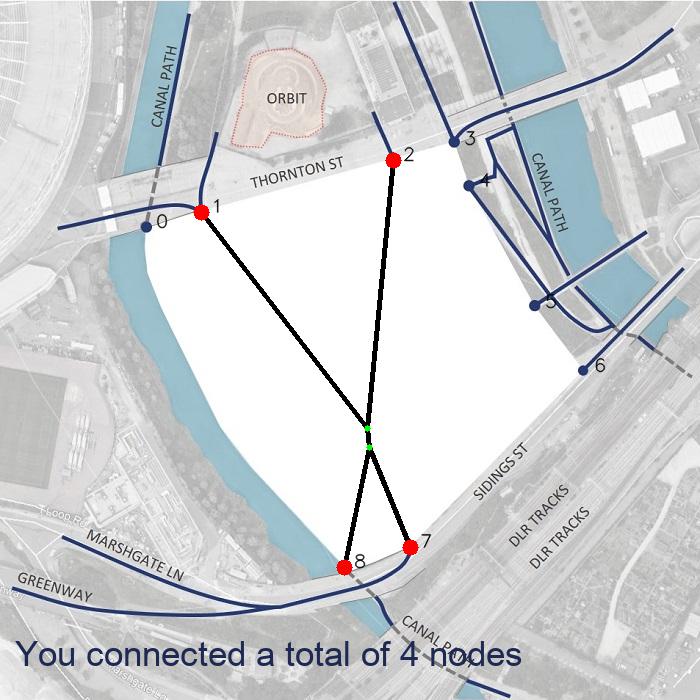 CANAL PATH
ORBIT
2
3
THORNTON ST
4
CANAL PATH
1
0
5
6
SIDINGS ST
DLR TRACKS
DLR TRACKS
7
MARSHGATE LN
8
GREENWAY
CANAL PATH
You connected a total of 4 nodes